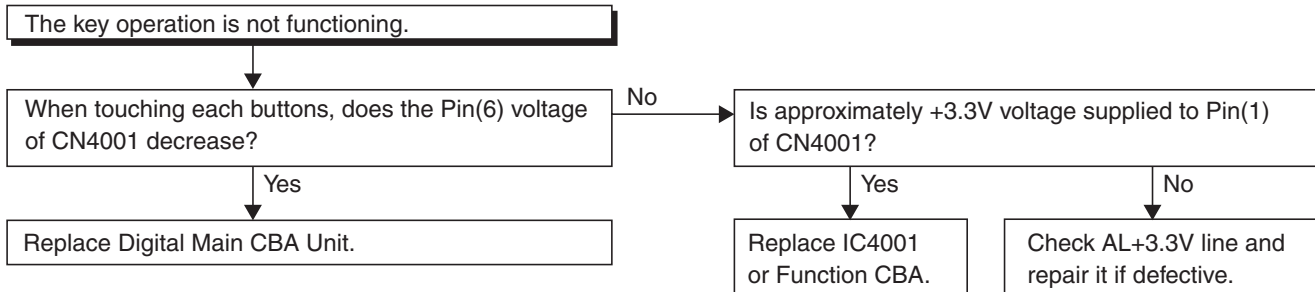 The key operation is not functioning.
When touching each buttons, does the Pin(6) voltage
of CN4001 decrease?
No
Is approximately +3.3V voltage supplied to Pin(1)
of CN4001?
Yes
Yes
No
Replace Digital Main CBA Unit.
Replace IC4001
or Function CBA.
Check AL+3.3V line and
repair it if defective.